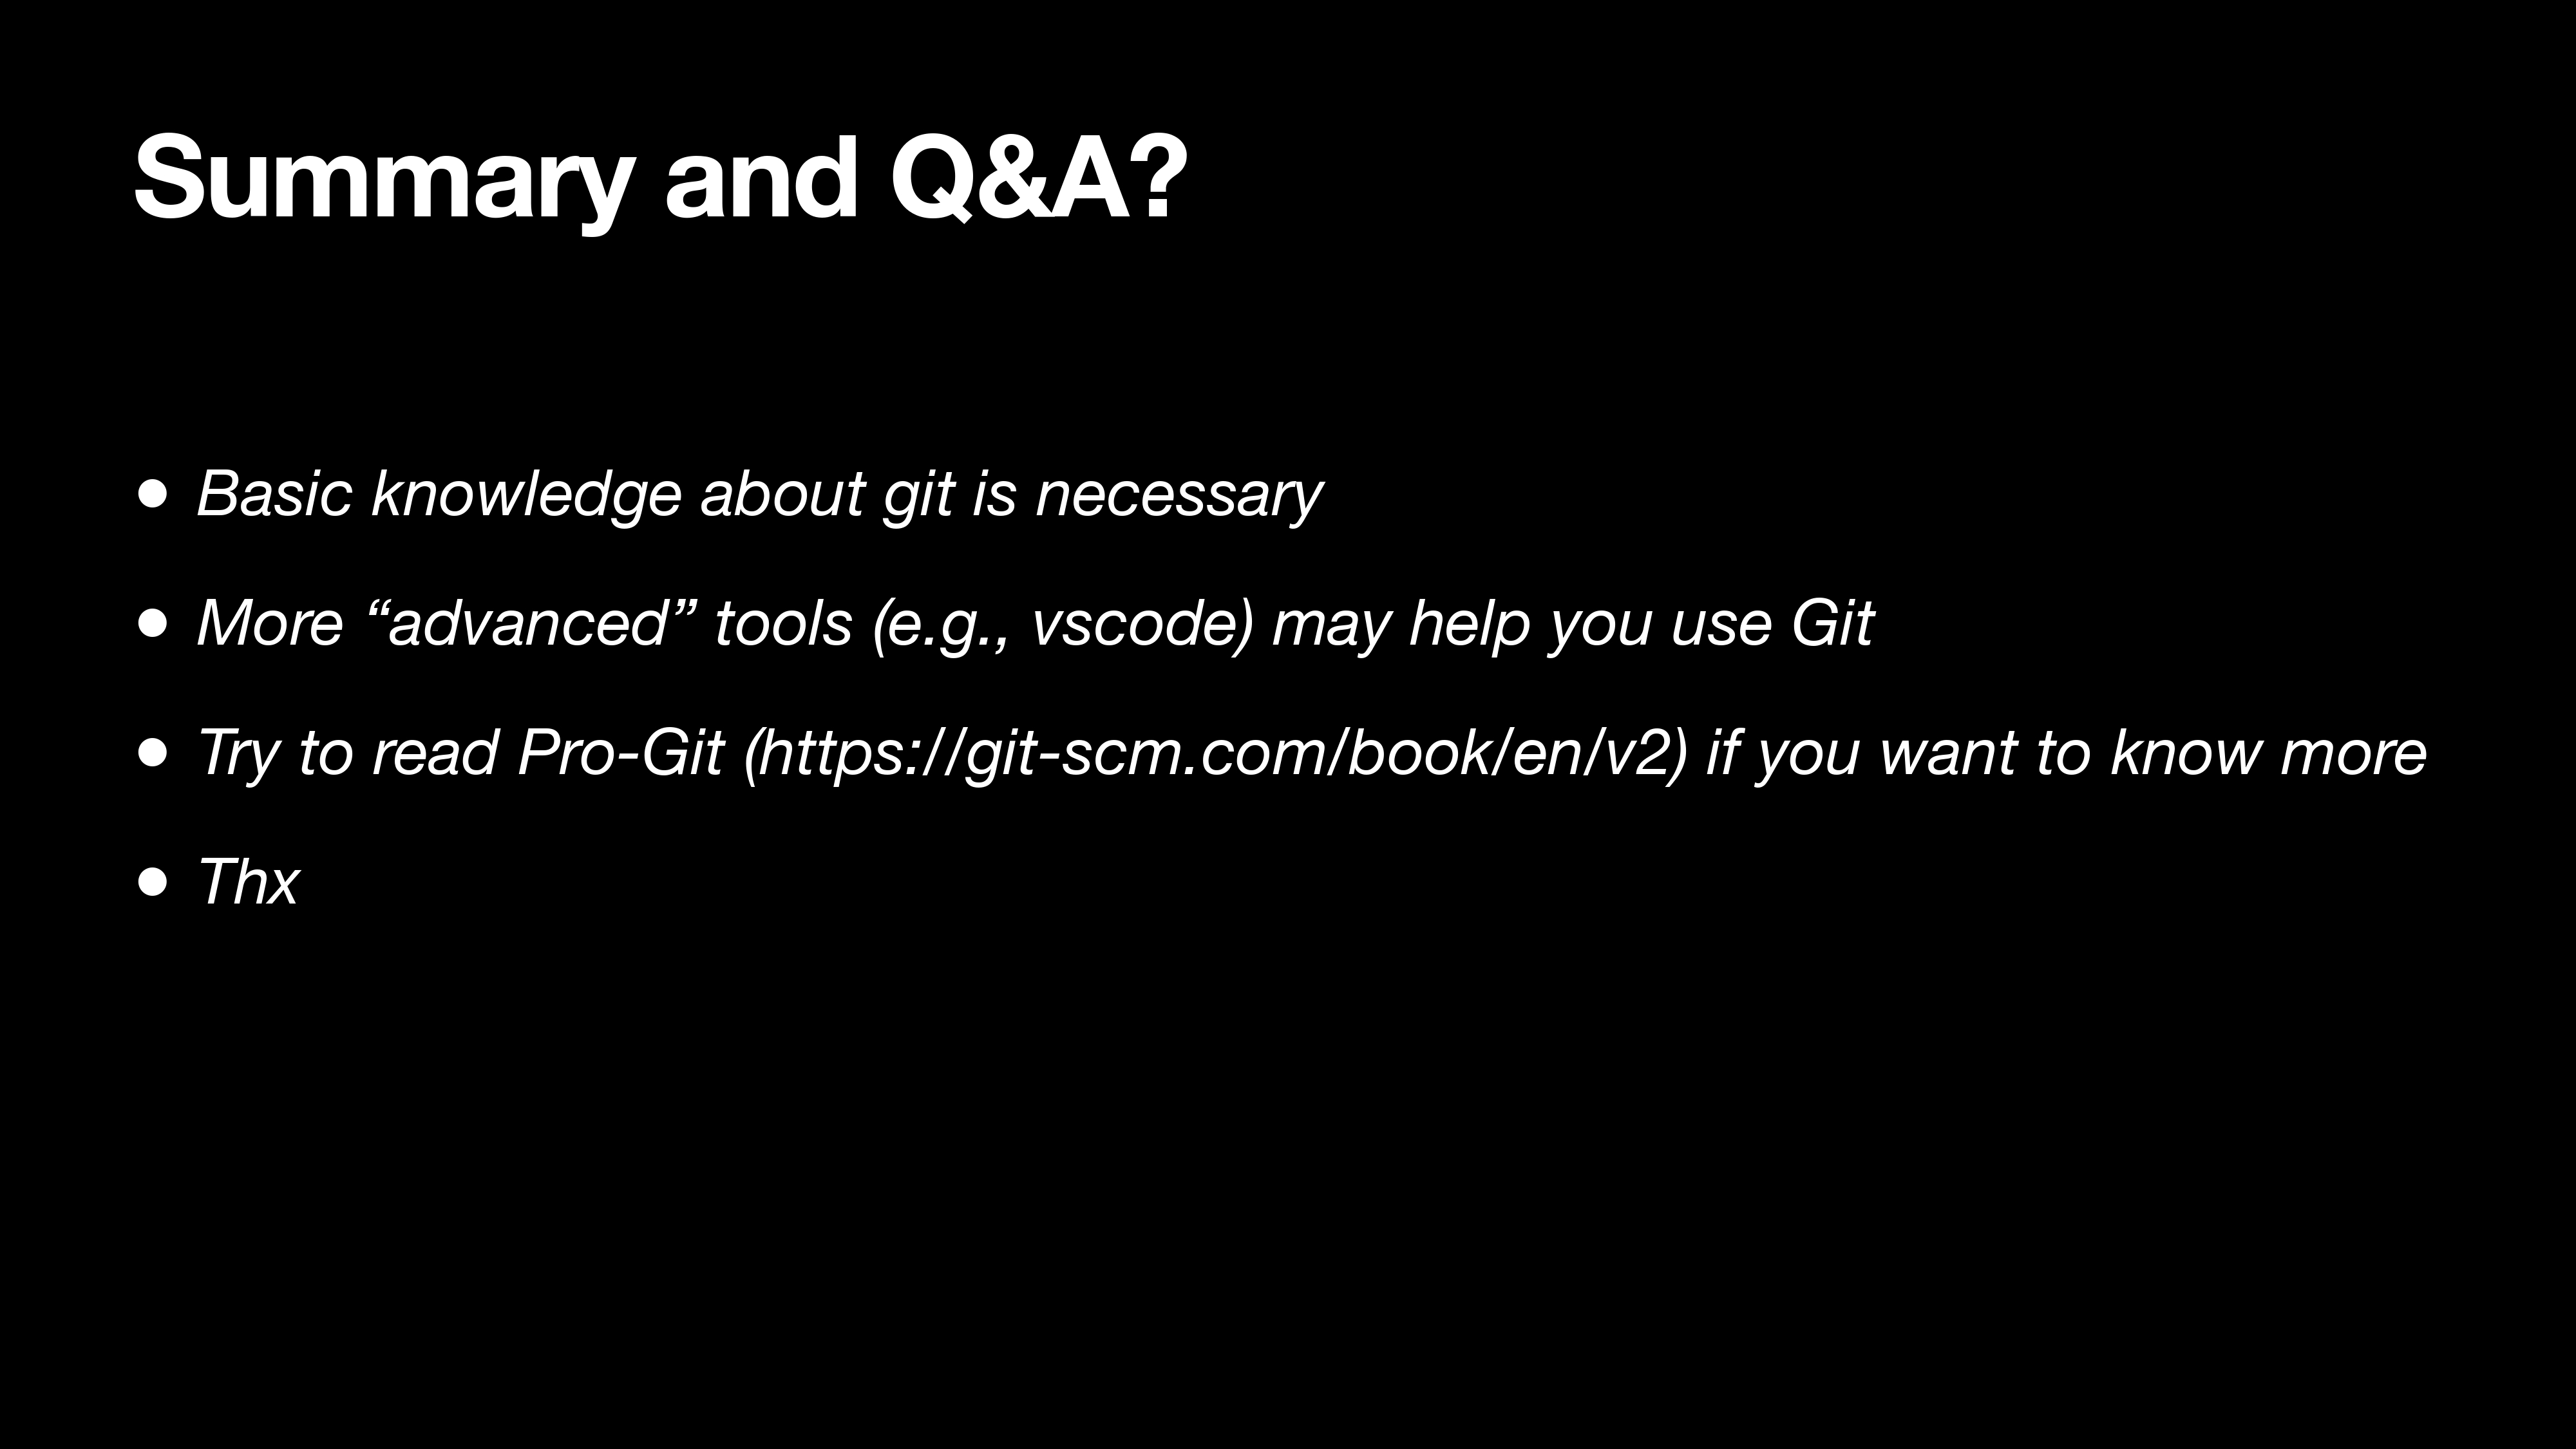 Summary and Q&A?
• Basic knowledge about git is necessary
• More “advanced” tools (e.g., vscode) may help you use Git
• Try to read Pro-Git (https://git-scm.com/book/en/v2) if you want to know more
• Thx